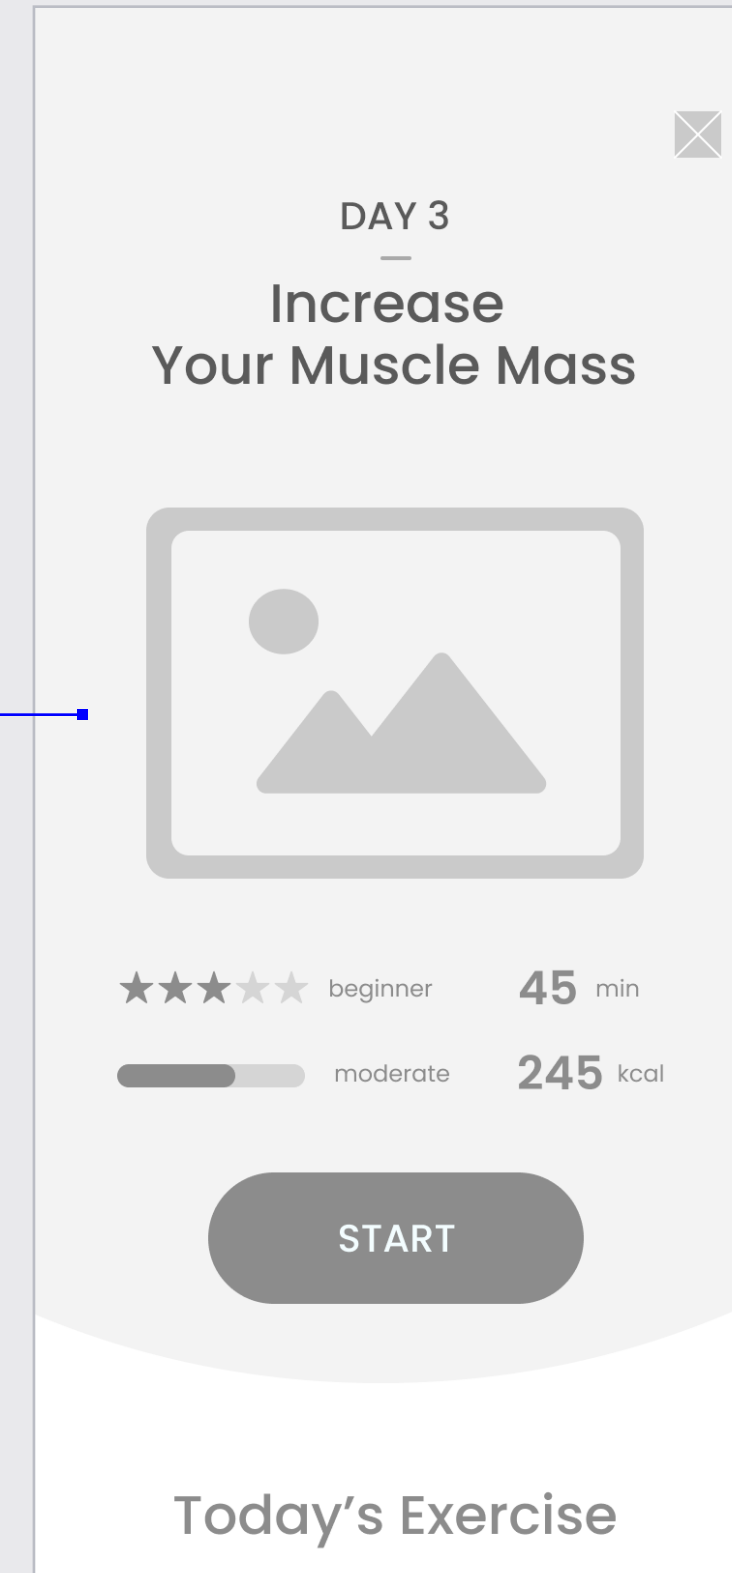 DAY 3
Increase
Your Muscle Mass
beginner 45 min
moderate 245 kcal
START
Today’s Exercise